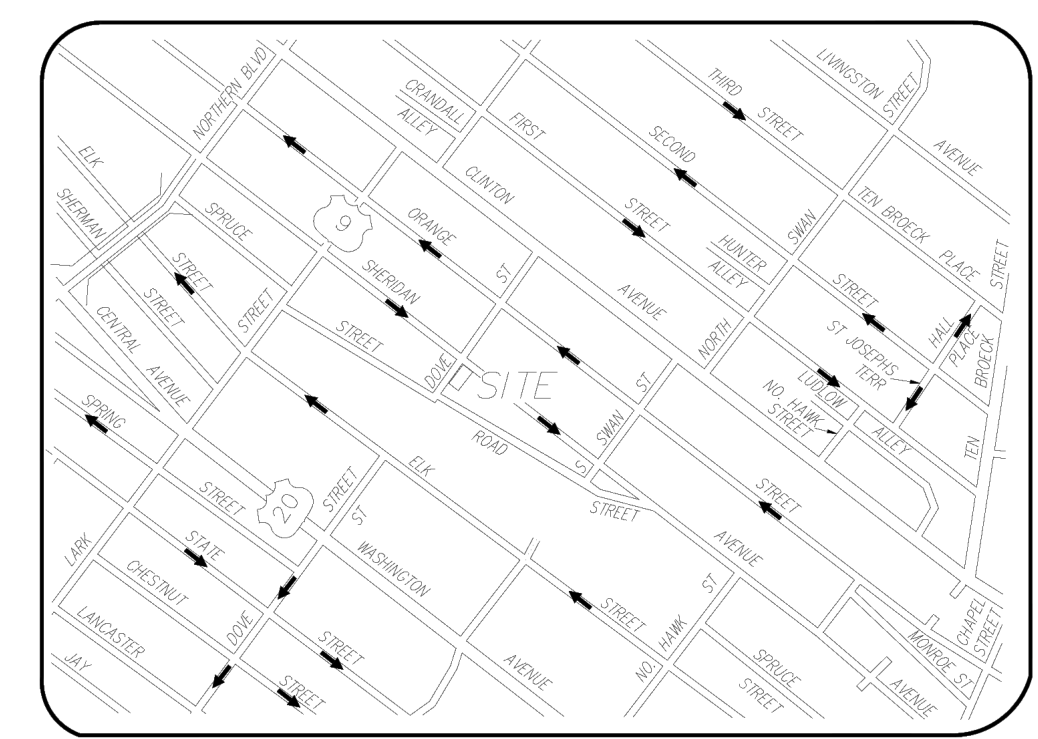 LIVINGSTON
STREET
AVENUE
NORTHERN BLVD
THIRD
STREET
CRANDALL
ALLEY
FIRST
STREET
SECOND
STREET
ELK
STREET
SHERMAN
STREET
SPRUCE
STREET
CLINTON
AVENUE
SWAN
TEN BROECK
PLACE
STREET
9
ORANGE
ST
HUNTER
ALLEY
SHERIDAN
STREET
HALL
PLACE
ST JOSEPHS
TERR
BROECK
TEN
CENTRAL
AVENUE
DOVE
SITE
NORTH
LUDLOW
ALLEY
NO. HAWK
STREET
SPRING
STREET
ROAD
ST
SWAN
S
ELK
STREET
STREET
20
STREET
ST
STREET
AVENUE
LARK
STATE
STREET
CHESTNUT
STREET
WASHINGTON
AVENUE
ST
NO. HAWK
DOVE
LANCASTER
JAY
SPRUCE
STREET
CHAPEL
STREET
MONROE ST
AVENUE